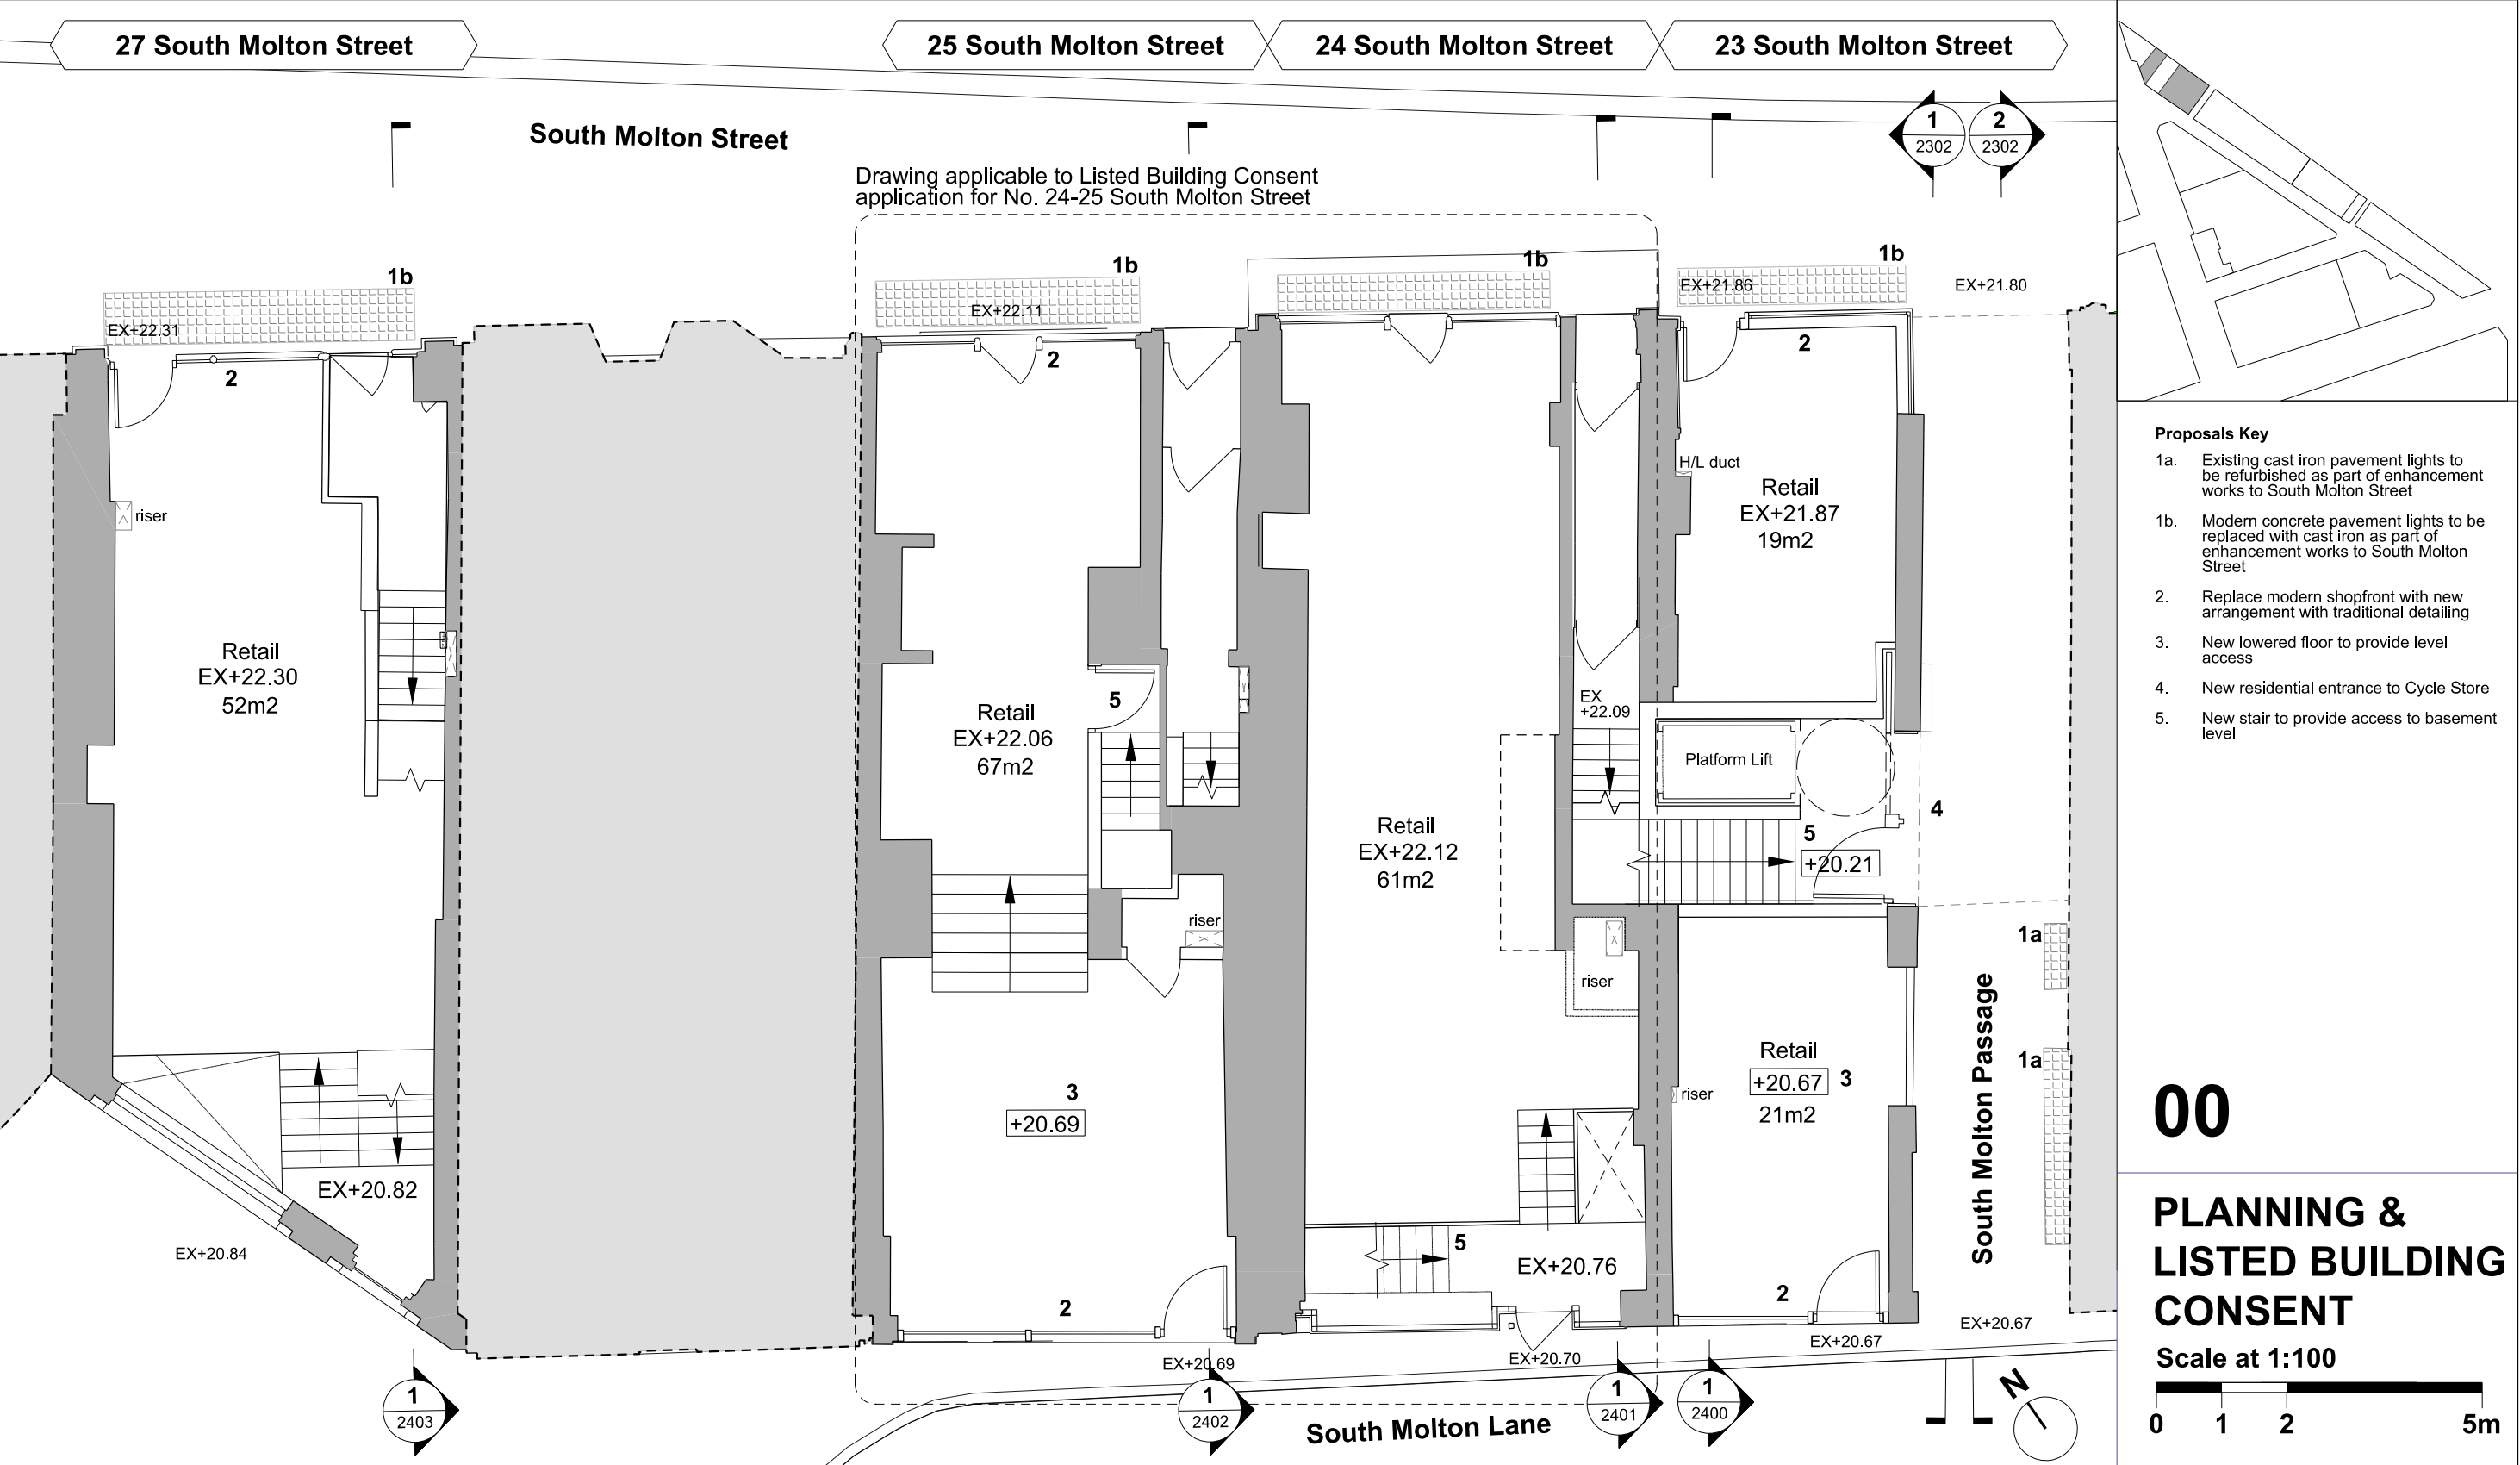 27 South Molton Street
25 South Molton Street
24 South Molton Street
23 South Molton Street
South Molton Street
1
2302
2
2302
Drawing applicable to Listed Building Consent
application for No. 24-25 South Molton Street
1b
1b
1b
1b
EX+22.31
EX+22.11
EX+21.86
EX+21.80
2
2
2
riser
H/L duct
Retail
EX+21.87
19m2
Retail
EX+22.30
52m2
5
Retail
EX+22.06
67m2
EX
+22.09
Platform Lift
Retail
EX+22.12
61m2
4
5
+20.21
riser
riser
1a
1a
3
+20.69
Retail
+20.67
3
21m2
riser
South Molton Passage
EX+20.82
EX+20.84
5
EX+20.76
2
2
EX+20.69
EX+20.70
EX+20.67
EX+20.67
1
2403
1
2402
1
2401
1
2400
South Molton Lane
N
Proposals Key
1a. Existing cast iron pavement lights to
be refurbished as part of enhancement
works to South Molton Street
1b. Modern concrete pavement lights to be
replaced with cast iron as part of
enhancement works to South Molton
Street
2. Replace modern shopfront with new
arrangement with traditional detailing
3. New lowered floor to provide level
access
4. New residential entrance to Cycle Store
5. New stair to provide access to basement
level
00
PLANNING &
LISTED BUILDING
CONSENT
Scale at 1:100
0 1 2 5m